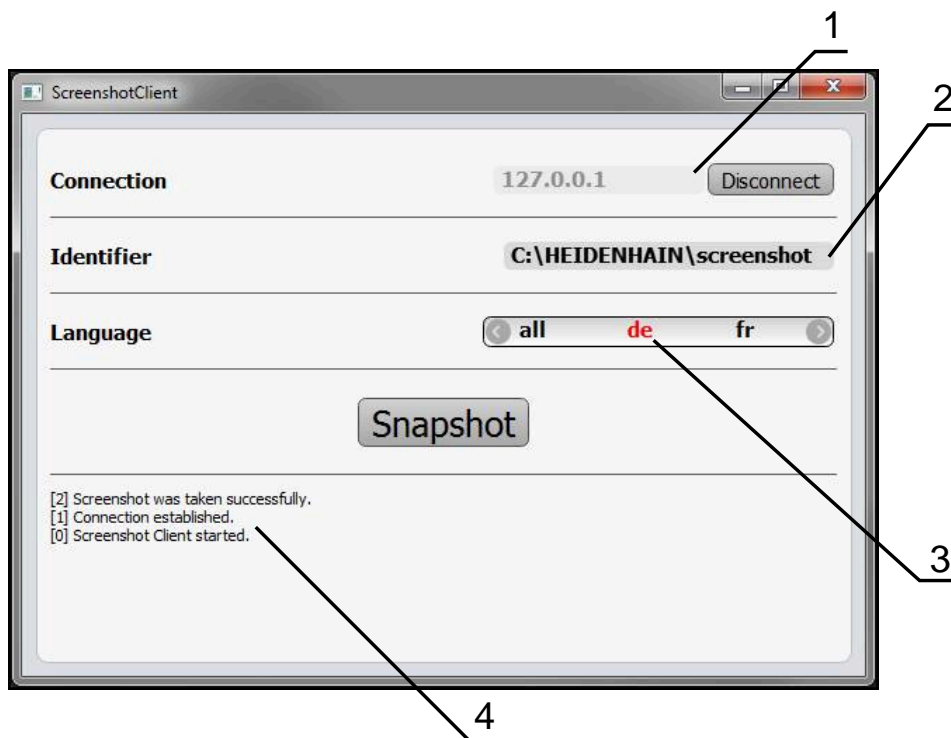 1
ScreenshotClient
2
Connection 127.0.0.1 Disconnect
Identifier C:\HEIDENHAIN\screenshot
Language all de fr
Snapshot
[2] Screenshot was taken successfully.
[1] Connection established.
[0] Screenshot Client started.
3
4